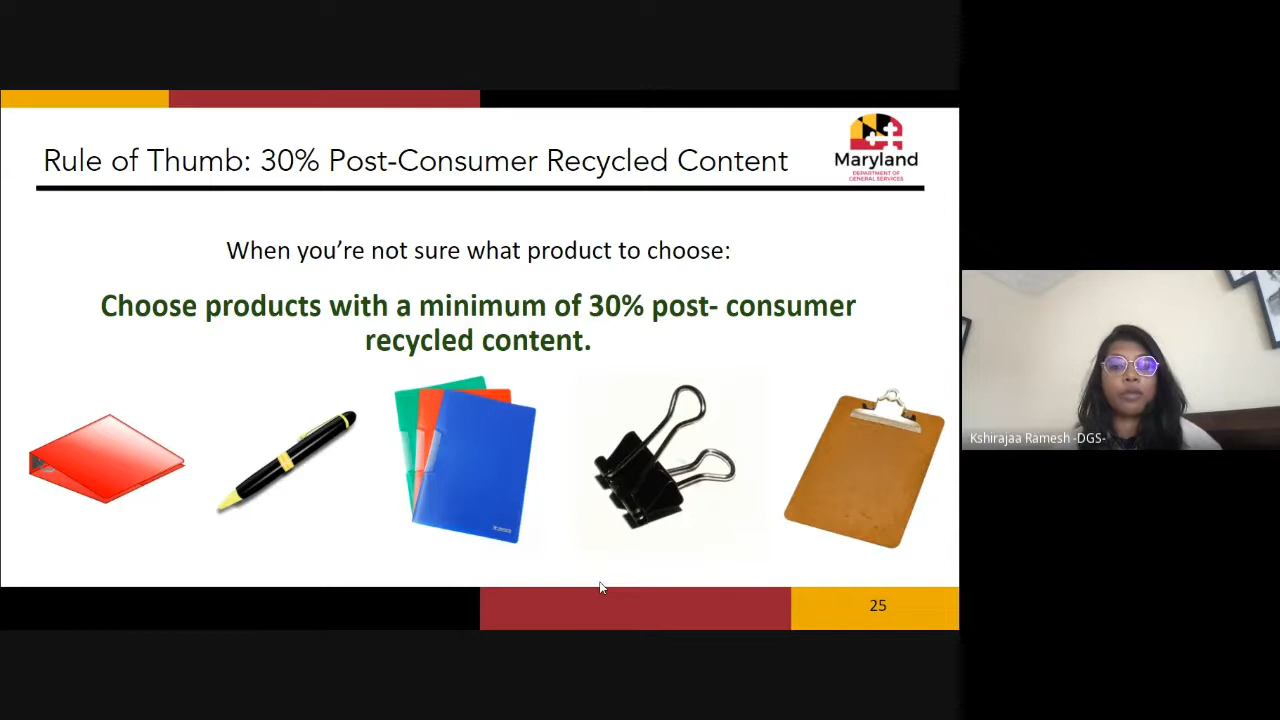 Rule of Thumb: 30% Post-Consumer Recycled Content
Maryland
DEPARTMENT OF
GENERAL SERVICES
When you’re not sure what product to choose:
Choose products with a minimum of 30% post- consumer
recycled content.
Kshirajaa Ramesh -DGS-
25